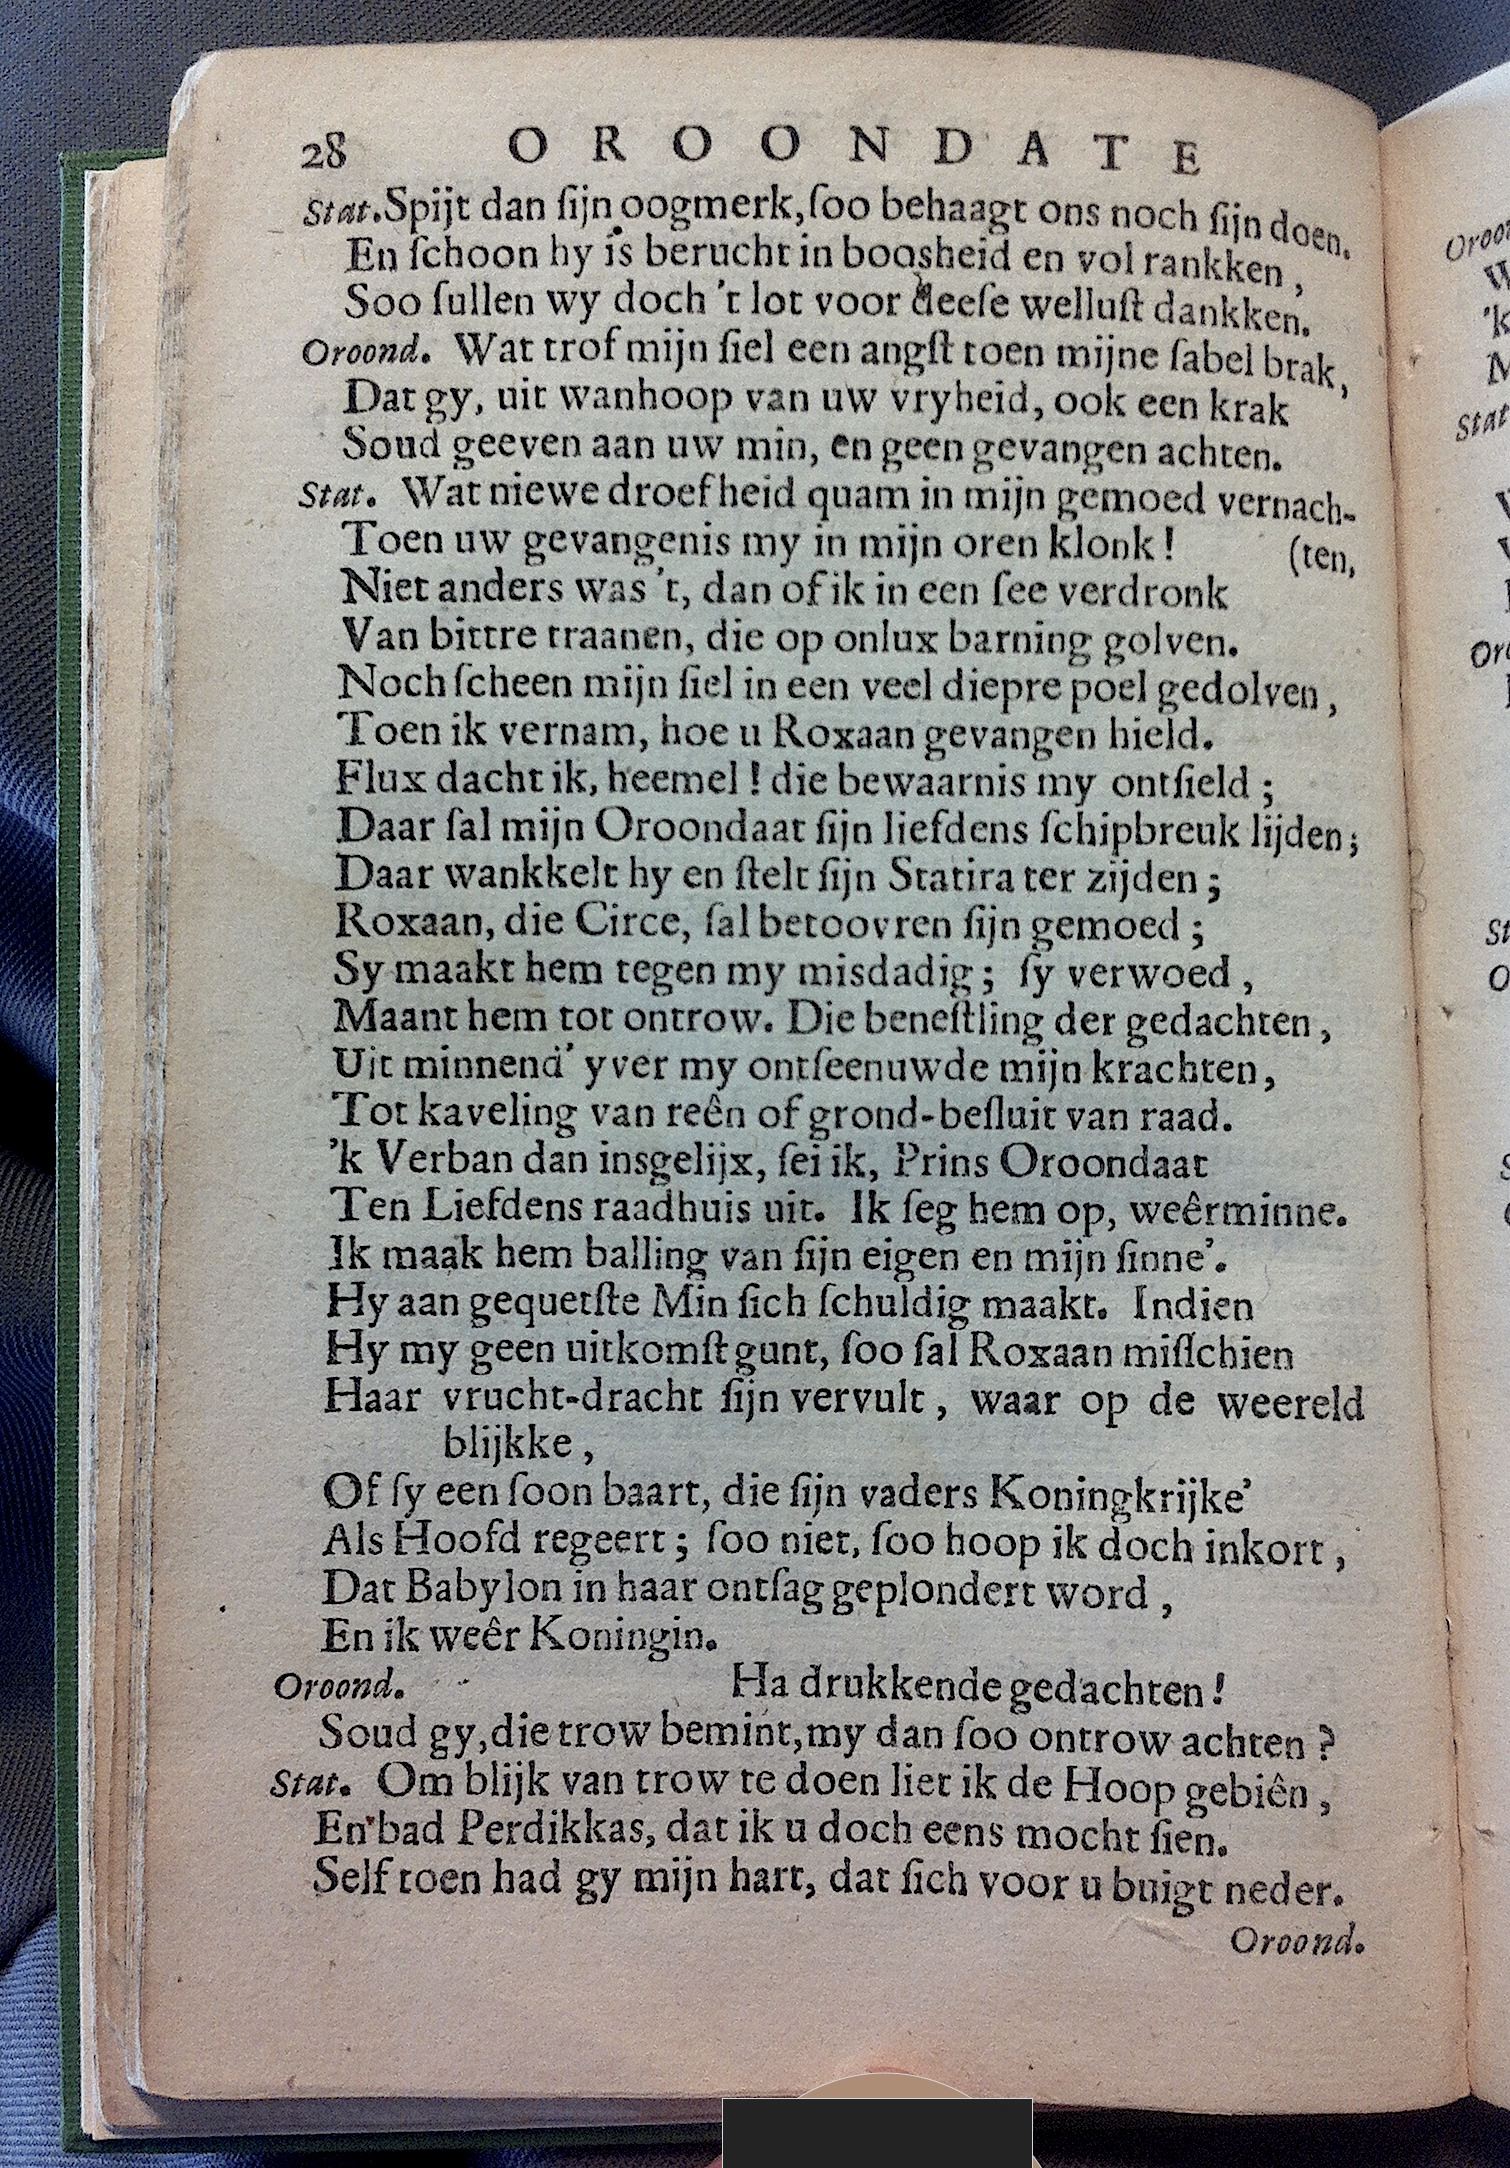 28 OROONDATE
Stat. Spijt dan ſijn oogmerk, ſoo behaagt ons noch ſijn doen.
En ſchoon hy is berucht in boosheid en vol rankken,
Soo ſullen wy doch 't lot voor deeſe welluſt dankken.
Oroond. Wat trof mijn ſiel een angſt toen mijne ſabel brak,
Dat gy, uit wanhoop van uw vryheid, ook een krak
Soud geeven aan uw min, en geen gevangen achten.
Stat. Wat niewe droefheid quam in mijn gemoed vernach-
Toen uw gevangenis my in mijn oren klonk! (ten,
Niet anders was 't, dan of ik in een ſee verdronk
Van bittre traanen, die op onlux barning golven.
Noch ſcheen mijn ſiel in een veel diepre poel gedolven,
Toen ik vernam, hoe u Roxaan gevangen hield.
Flux dacht ik, heemel! die bewaarnis my ontſield;
Daar ſal mijn Oroondaat ſijn liefdens ſchipbreuk lijden;
Daar wankkelt hy en ſtelt ſijn Statira ter zijden;
Roxaan, die Circe, ſal betoovren ſijn gemoed;
Sy maakt hem tegen my misdadig; ſy verwoed,
Maant hem tot ontrow. Die beneſtling der gedachten,
Uit minnend' yver my ontſeenuwde mijn krachten,
Tot kaveling van reên of grond-beſluit van raad.
'k Verban dan insgelijx, ſei ik, Prins Oroondaat
Ten Liefdens raadhuis uit. Ik ſeg hem op, weêrminne.
Ik maak hem balling van ſijn eigen en mijn ſinne'.
Hy aan gequetſte Min ſich ſchuldig maakt. Indien
Hy my geen uitkomſt gunt, ſoo ſal Roxaan miſſchien
Haar vrucht-dracht ſijn vervult, waar op de weereld
blijkke,
Of ſy een ſoon baart, die ſijn vaders Koningkrijke'
Als Hoofd regeert; ſoo niet, ſoo hoop ik doch inkort,
Dat Babylon in haar ontſag geplondert word,
En ik weêr Koningin.
Oroond. Ha drukkende gedachten!
Soud gy, die trow bemint, my dan ſoo ontrow achten?
Stat. Om blijk van trow te doen liet ik de Hoop gebiên,
En bad Perdikkas, dat ik u doch eens mocht ſien.
Self toen had gy mijn hart, dat ſich voor u buigt neder.
Oroond.